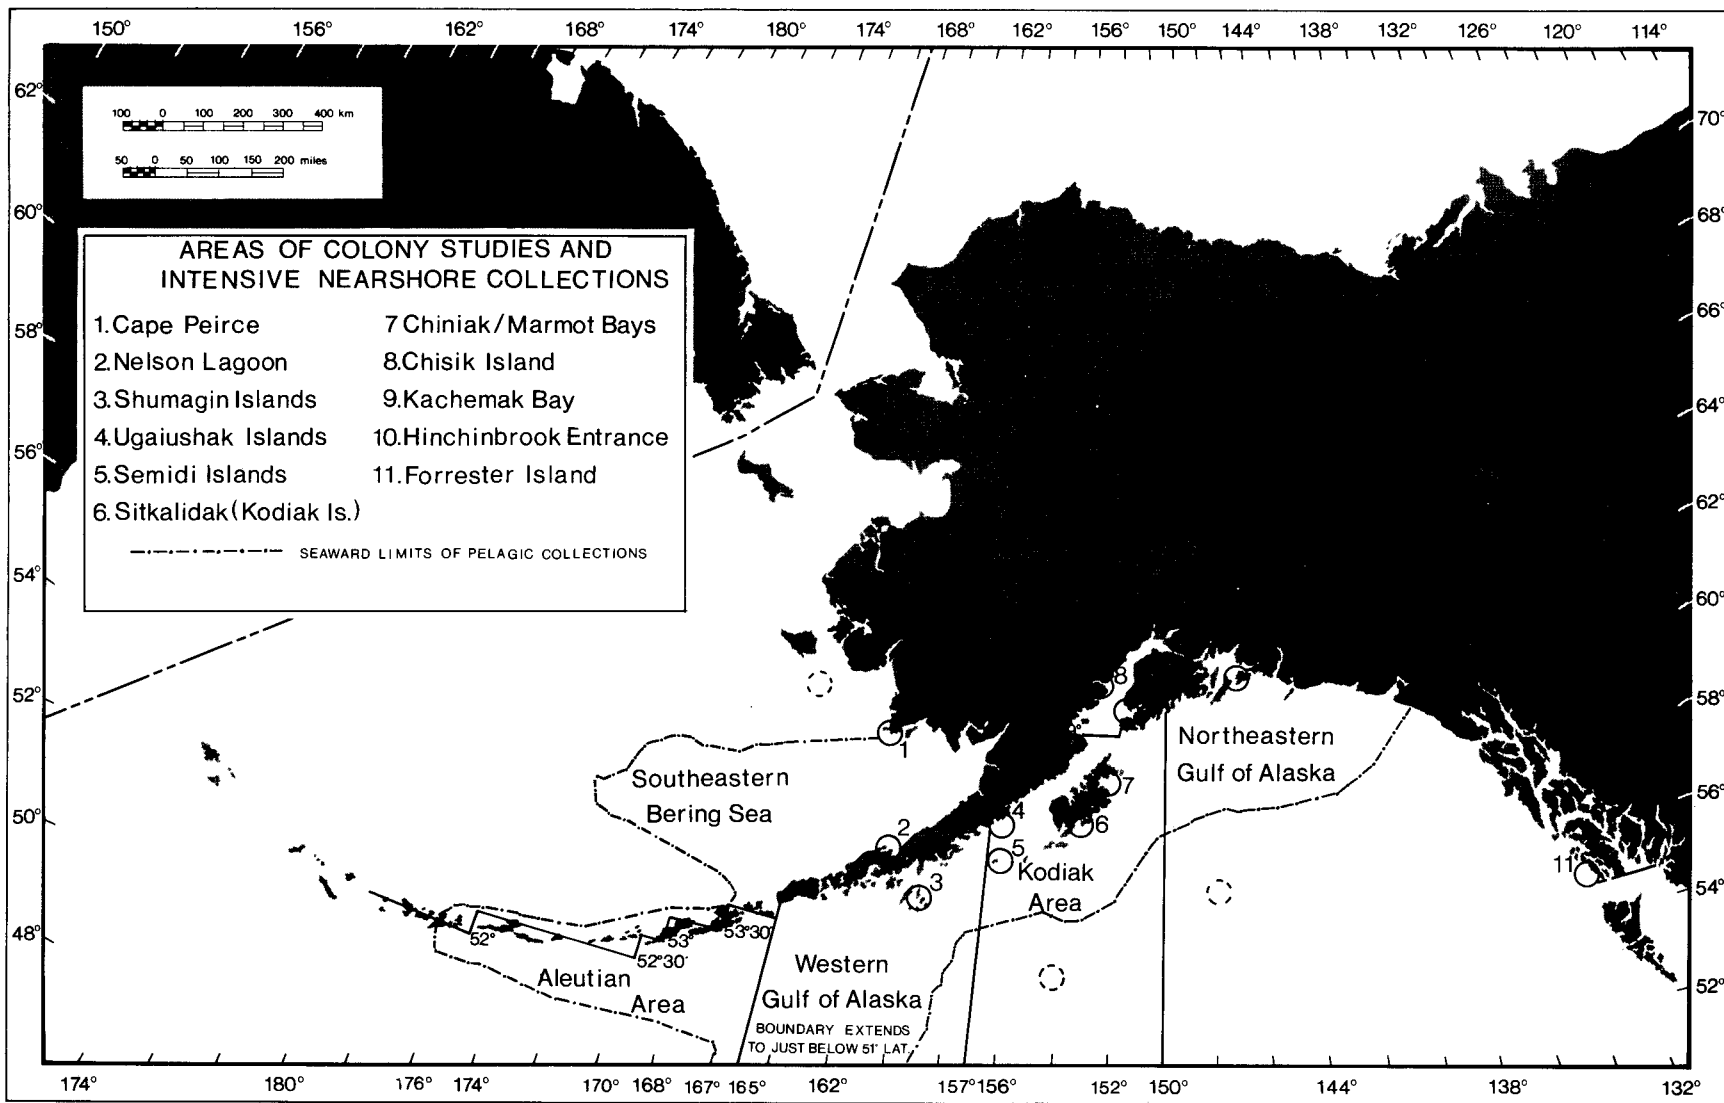 150° 156° 162° 168° 174° 180° 174° 168° 162° 156° 150° 144° 138° 132° 126° 120° 114°
62°
60°
58°
56°
54°
52°
50°
48°
70°
68°
66°
64°
62°
60°
58°
56°
54°
52°
100 0 100 200 300 400 km
50 0 50 100 150 200 miles
AREAS OF COLONY STUDIES AND
INTENSIVE NEARSHORE COLLECTIONS
1.Cape Peirce
2.Nelson Lagoon
3.Shumagin Islands
4.Ugaiushak Islands
5.Semidi Islands
6.Sitkalidak(Kodiak Is.)
7 Chiniak/Marmot Bays
8.Chisik Island
9.Kachemak Bay
10.Hinchinbrook Entrance
11.Forrester Island
SEAWARD LIMITS OF PELAGIC COLLECTIONS
8
1
7
4
6
2
5
3
11
Northeastern
Gulf of Alaska
Southeastern
Bering Sea
Kodiak
Area
52°
53°
53°30'
52°30'
Aleutian
Area
Western
Gulf of Alaska
BOUNDARY EXTENDS
TO JUST BELOW 51° LAT.
174° 180° 176° 174° 170° 168° 167° 165° 162° 157° 156° 152° 150° 144° 138° 132°